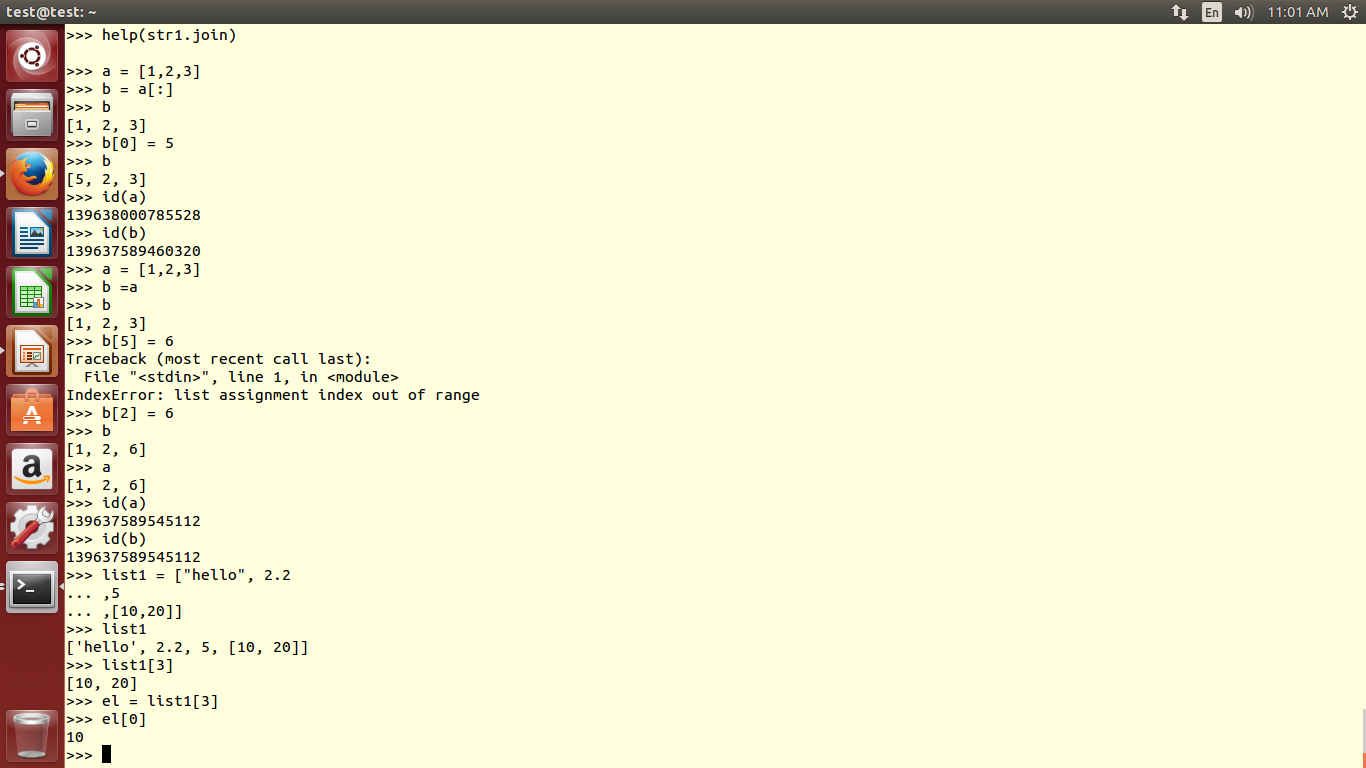 test@test: ~
En
11:01 AM
>>> help(str1.join)
>>> a = [1,2,3]
>>> b = a[:]
>>> b
[1, 2, 3]
>>> b[0] = 5
>>> b
[5, 2, 3]
>>> id(a)
139638000785528
>>> id(b)
139637589460320
>>> a = [1,2,3]
>>> b =a
>>> b
[1, 2, 3]
>>> b[5] = 6
Traceback (most recent call last):
  File "<stdin>", line 1, in <module>
IndexError: list assignment index out of range
>>> b[2] = 6
>>> b
[1, 2, 6]
>>> a
[1, 2, 6]
>>> id(a)
139637589545112
>>> id(b)
139637589545112
>>> list1 = ["hello", 2.2
... ,5
... ,[10,20]]
>>> list1
['hello', 2.2, 5, [10, 20]]
>>> list1[3]
[10, 20]
>>> el = list1[3]
>>> el[0]
10
>>>